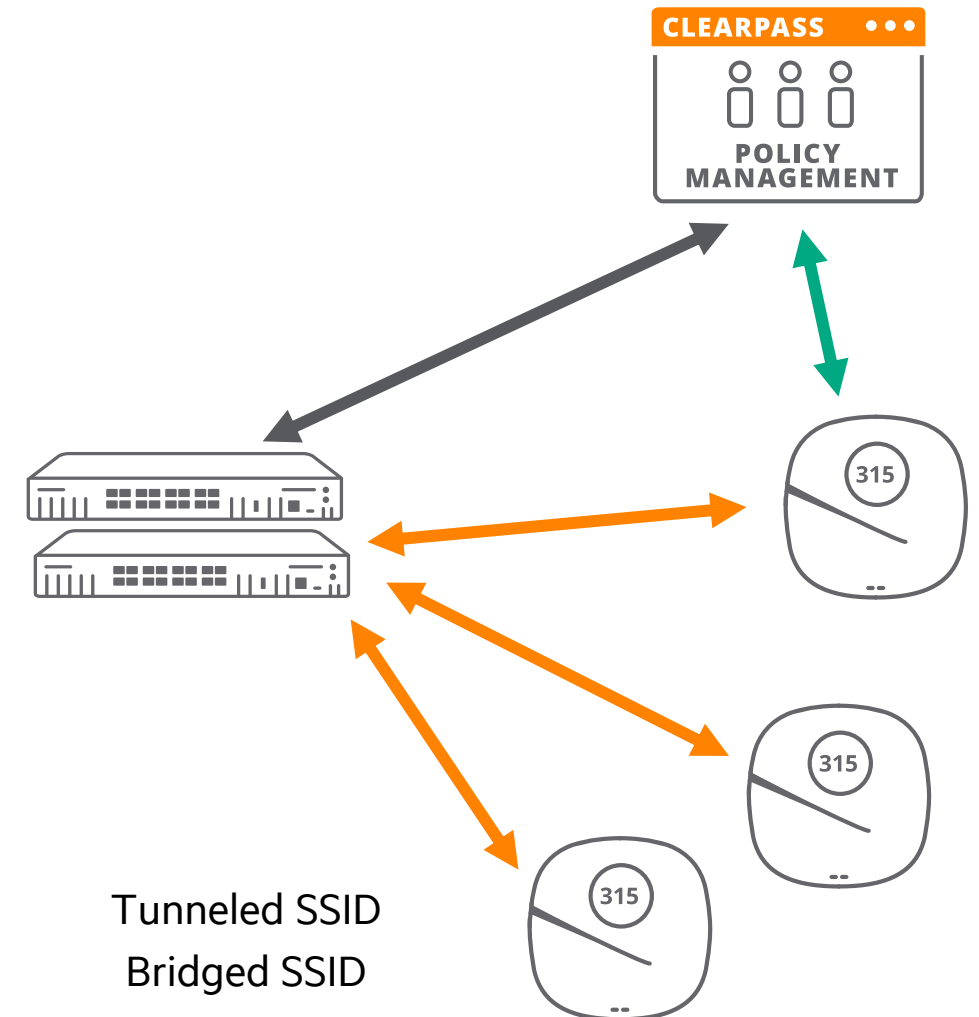 CLEARPASS
POLICY
MANAGEMENT
315
315
315
Tunneled SSID
Bridged SSID